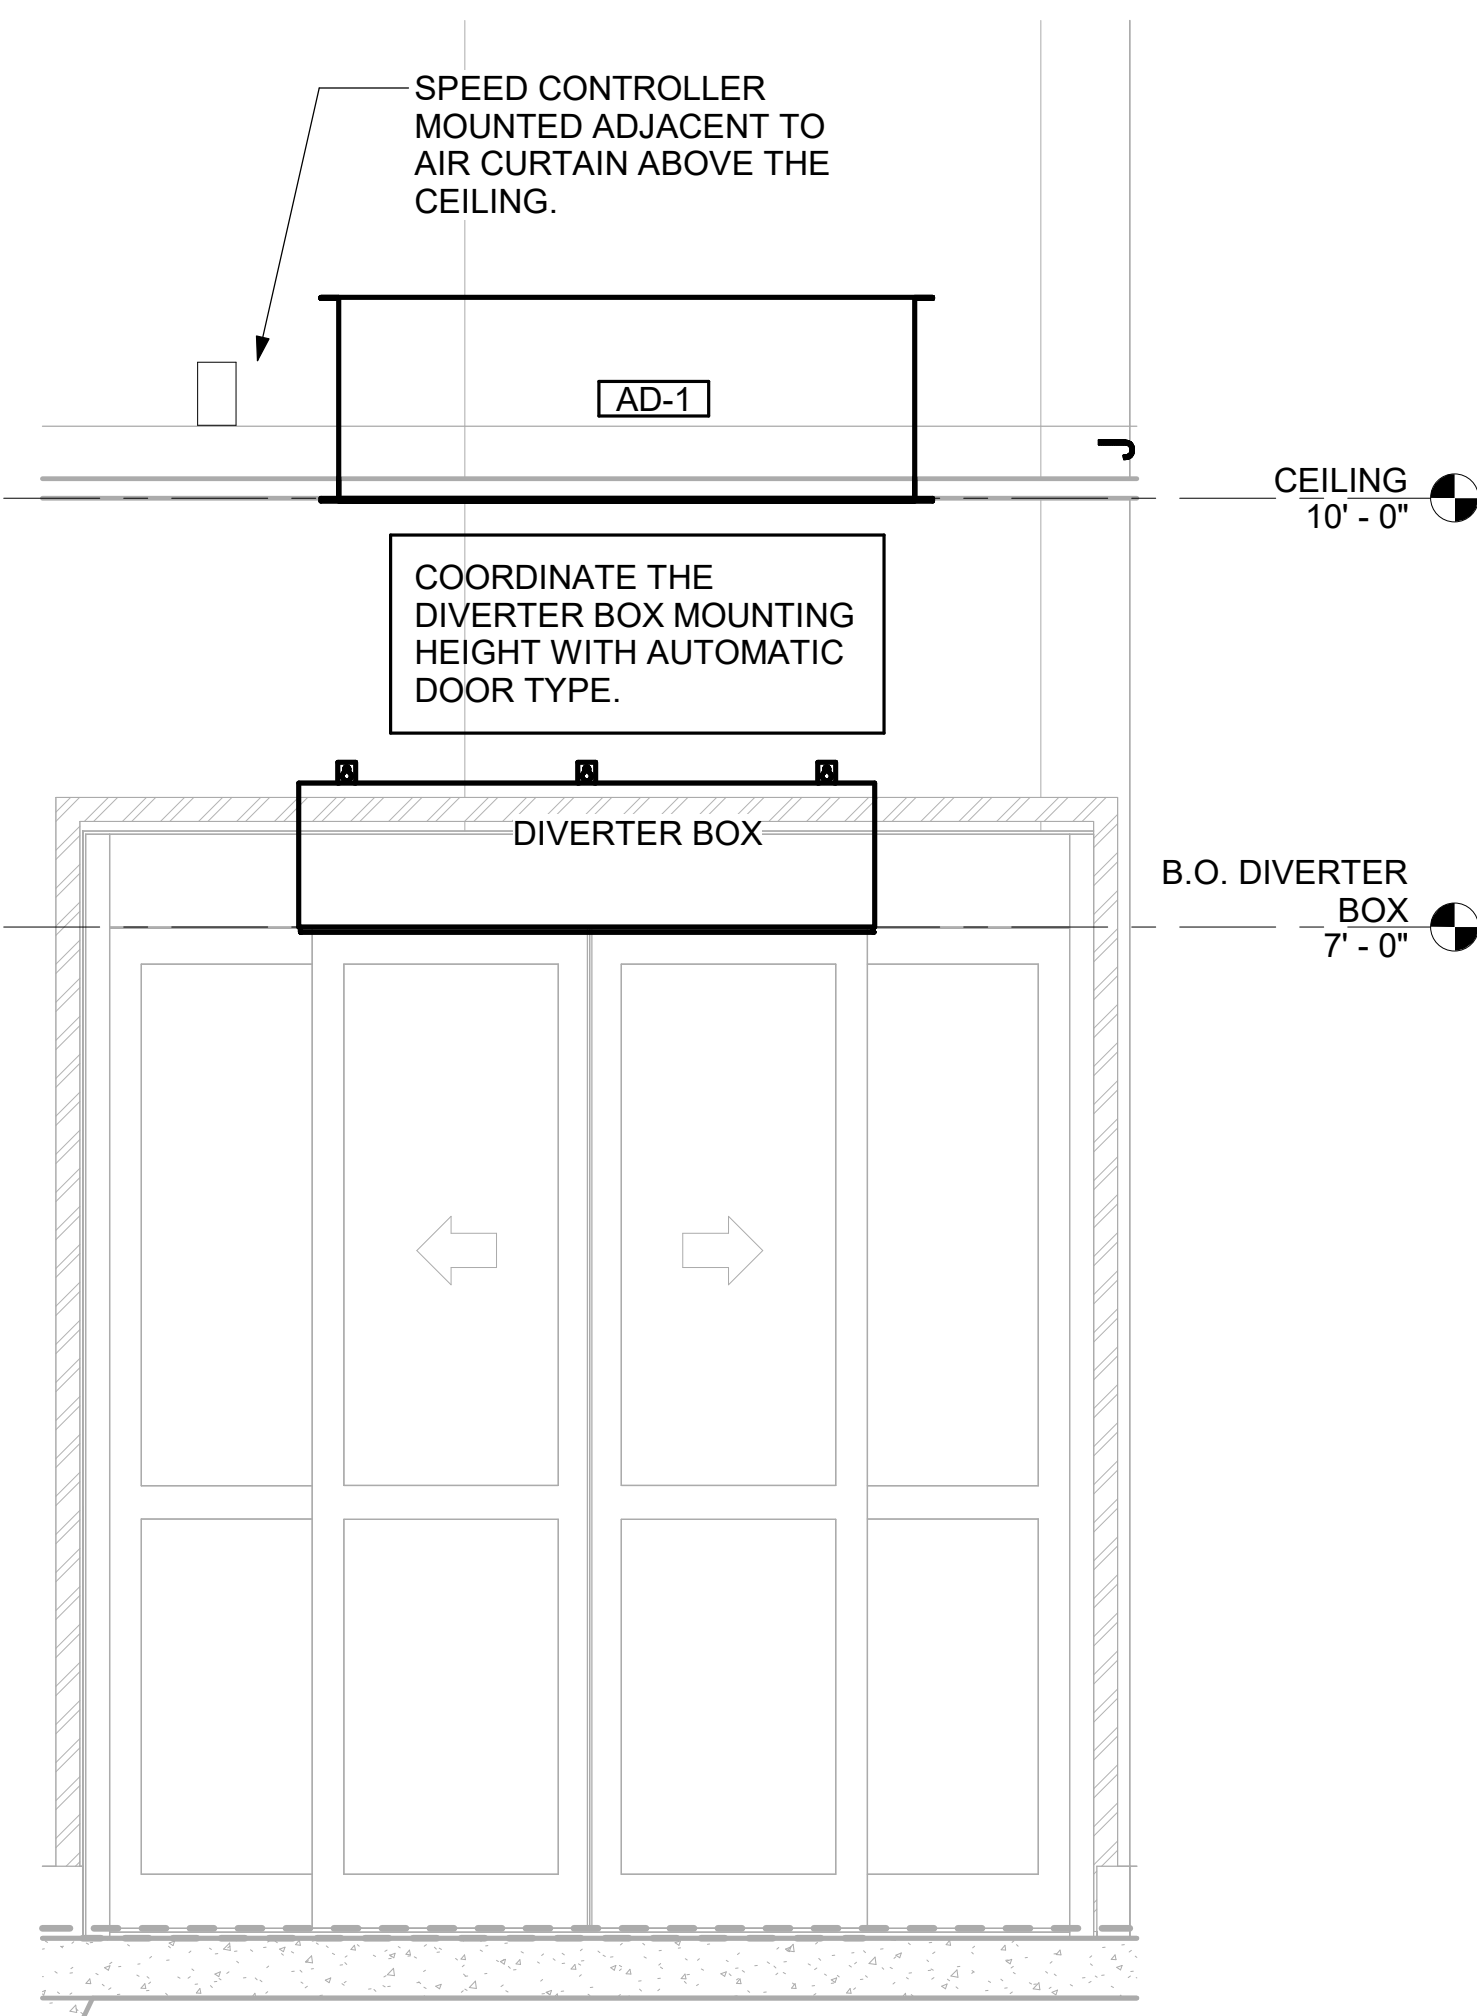 SPEED CONTROLLER
MOUNTED ADJACENT TO
AIR CURTAIN ABOVE THE
CEILING.
AD-1
CEILING
10' - 0"
COORDINATE THE
DIVERTER BOX MOUNTING
HEIGHT WITH AUTOMATIC
DOOR TYPE.
DIVERTER BOX
B.O. DIVERTER
BOX
7' - 0"